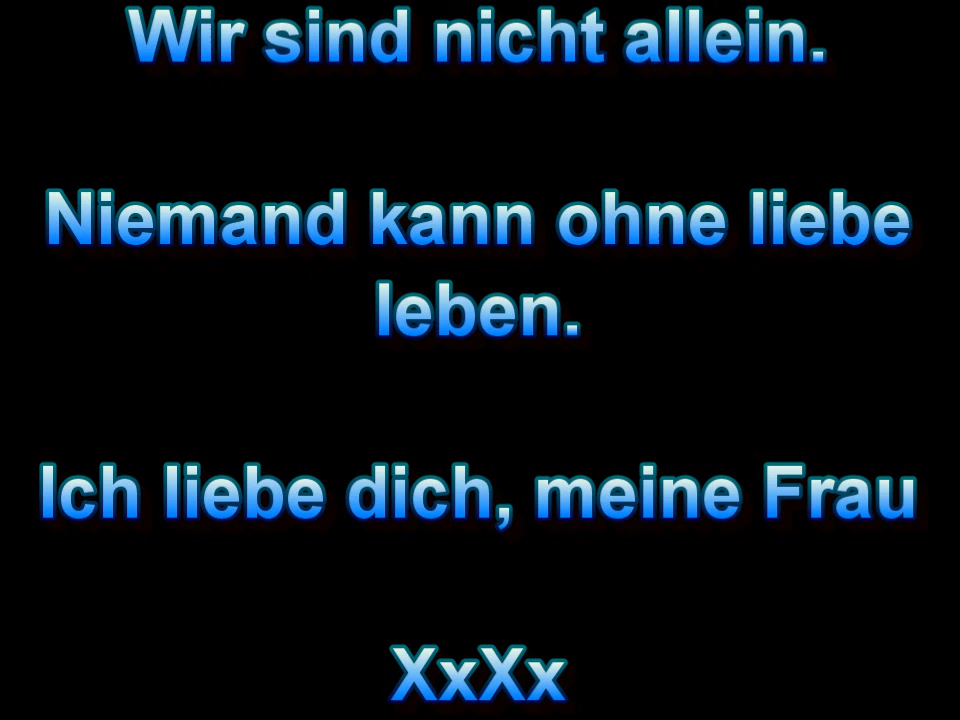 Wir sind nicht allein.
Niemand kann ohne liebe
leben.
Ich liebe dich, meine Frau
XxXx